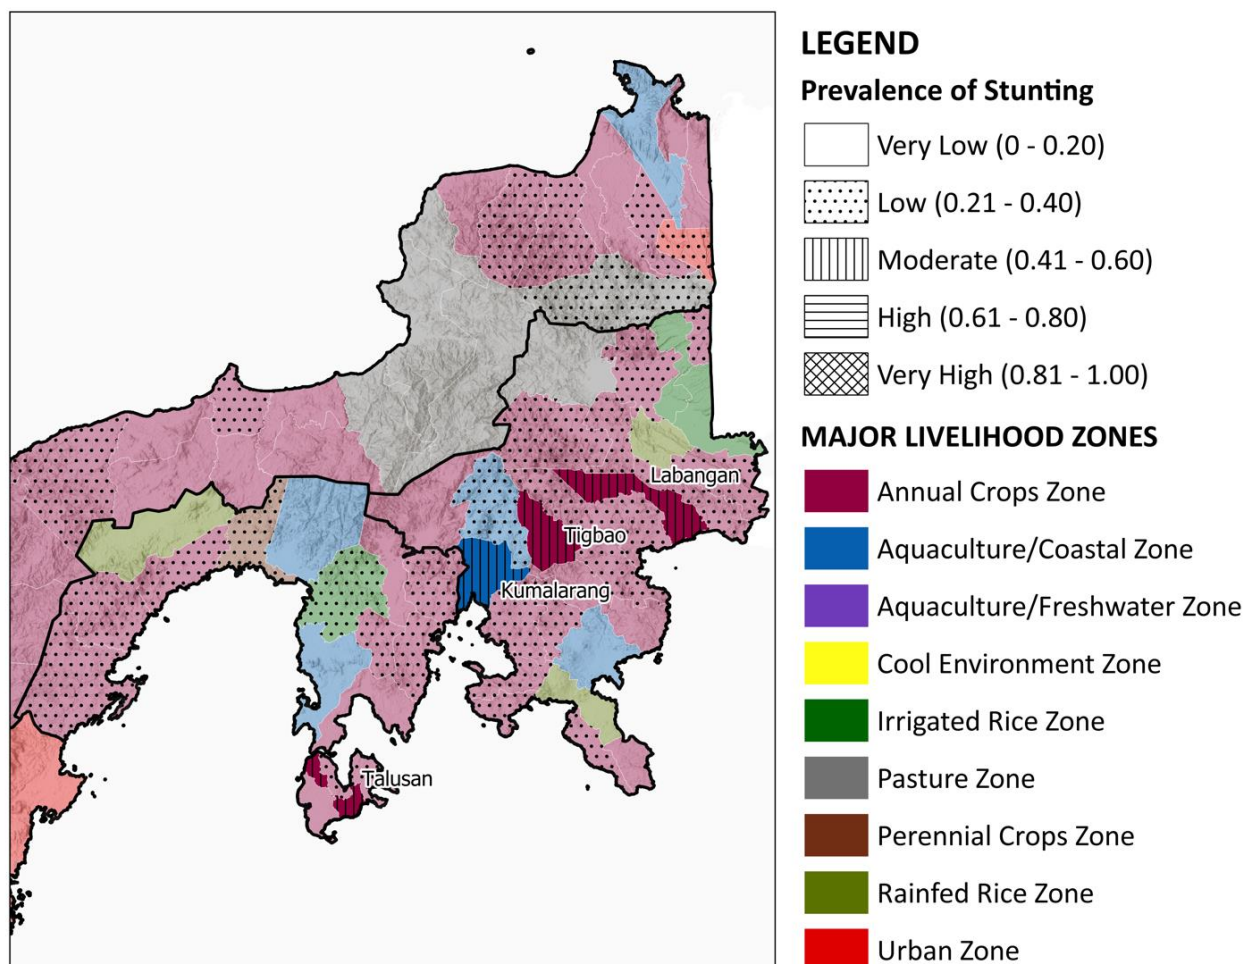 LEGEND
Prevalence of Stunting
Very Low (0 - 0.20)
Low (0.21 - 0.40)
Moderate (0.41 - 0.60)
High (0.61 - 0.80)
Very High (0.81 - 1.00)
MAJOR LIVELIHOOD ZONES
Annual Crops Zone
Aquaculture/Coastal Zone
Aquaculture/Freshwater Zone
Cool Environment Zone
Irrigated Rice Zone
Pasture Zone
Perennial Crops Zone
Rainfed Rice Zone
Urban Zone
Labangan
Tigbao
Kumalarang
Talusan